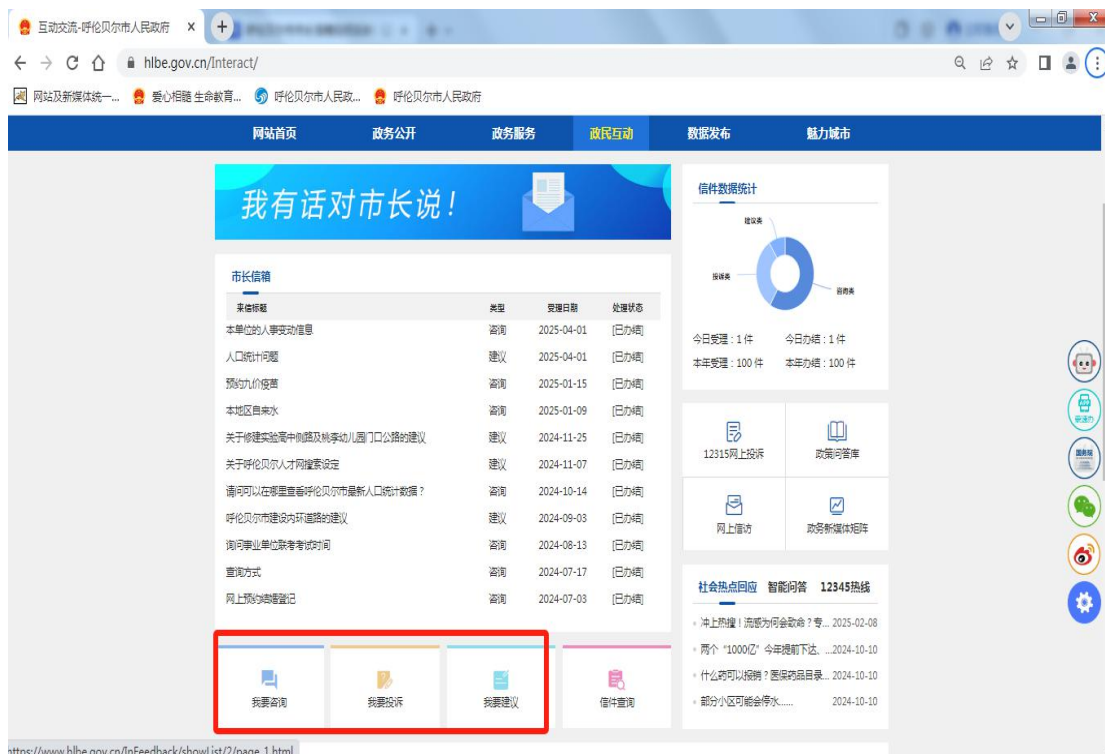 互动交流-呼伦贝尔市人民政府
hlbe.gov.cn/Interact/
网站及新媒体统一...
爱心相随 生命教育...
呼伦贝尔市人民政...
呼伦贝尔市人民政府
网站首页 政务公开 政务服务 政民互动 数据发布 魅力城市
我有话对市长说!
市长信箱
来信标题 类型 受理日期 处理状态
本单位的人事变动信息 咨询 2025-04-01 [已办结]
人口统计问题 建议 2025-04-01 [已办结]
预约九价疫苗 咨询 2025-01-15 [已办结]
本地区自来水 咨询 2025-01-09 [已办结]
关于修建实验高中侧路及桃李幼儿园门口公路的建议 建议 2024-11-25 [已办结]
关于呼伦贝尔人才网搜索设定 建议 2024-11-07 [已办结]
请问可以在哪里查看呼伦贝尔市最新人口统计数据? 咨询 2024-10-14 [已办结]
呼伦贝尔市建设内环道路的建议 建议 2024-09-03 [已办结]
询问事业单位联考考试时间 咨询 2024-08-13 [已办结]
查询方式 咨询 2024-07-17 [已办结]
网上预约结婚登记 咨询 2024-07-03 [已办结]
我要咨询 我要投诉 我要建议 信件查询
信件数据统计
建议类
投诉类
咨询类
今日受理:1件 今日办结:1件
本年受理:100件 本年办结:100件
12315网上投诉 政策问答库
网上信访 政务新媒体矩阵
社会热点回应 智能问答 12345热线
冲上热搜!流感为何会致命?专... 2025-02-08
两个“1000亿”今年提前下达, ...2024-10-10
什么药可以报销?医保药品目录... 2024-10-10
部分小区可能会停水...... 2024-10-10
国务院
https://www.hlbe.gov.cn/InFeedback/showList/2/page_1.html